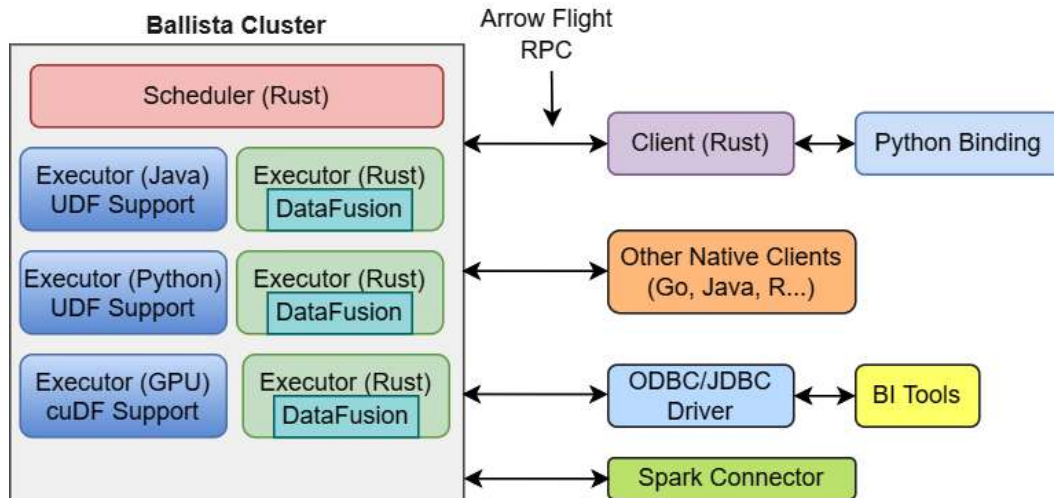 Ballista Cluster
Arrow Flight
RPC
Scheduler (Rust)
Client (Rust)
Python Binding
Executor (Java)
UDF Support
Executor (Rust)
DataFusion
Other Native Clients
(Go, Java, R...)
Executor (Python)
UDF Support
Executor (Rust)
DataFusion
Executor (GPU)
cuDF Support
Executor (Rust)
DataFusion
ODBC/JDBC
Driver
BI Tools
Spark Connector